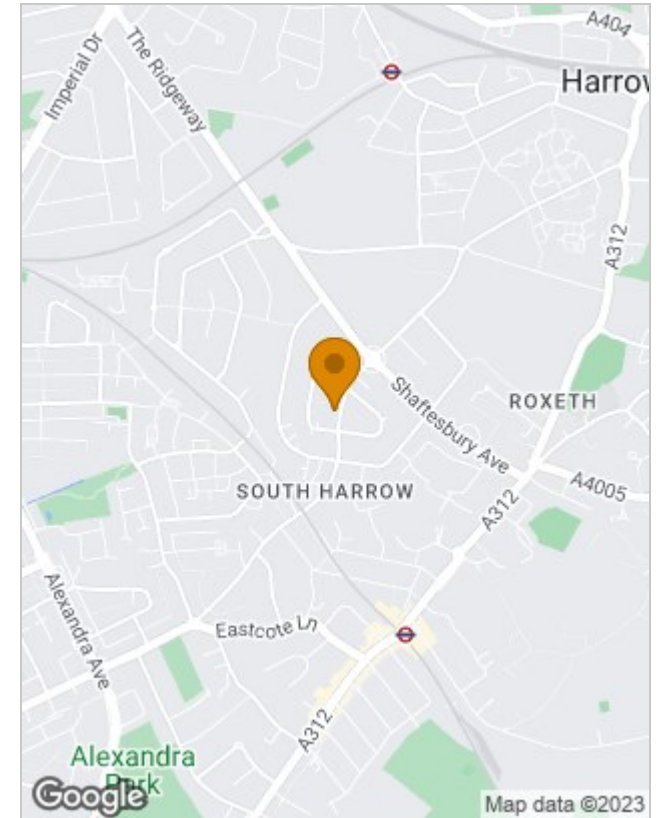 A404
Imperial Dr
The Ridgeway
Harrow
A312
Shaftesbury Ave
ROXETH
SOUTH HARROW
A4005
A312
Alexandra Ave
Eastcote Ln
A312
Alexandra
Park
Google
Map data ©2023